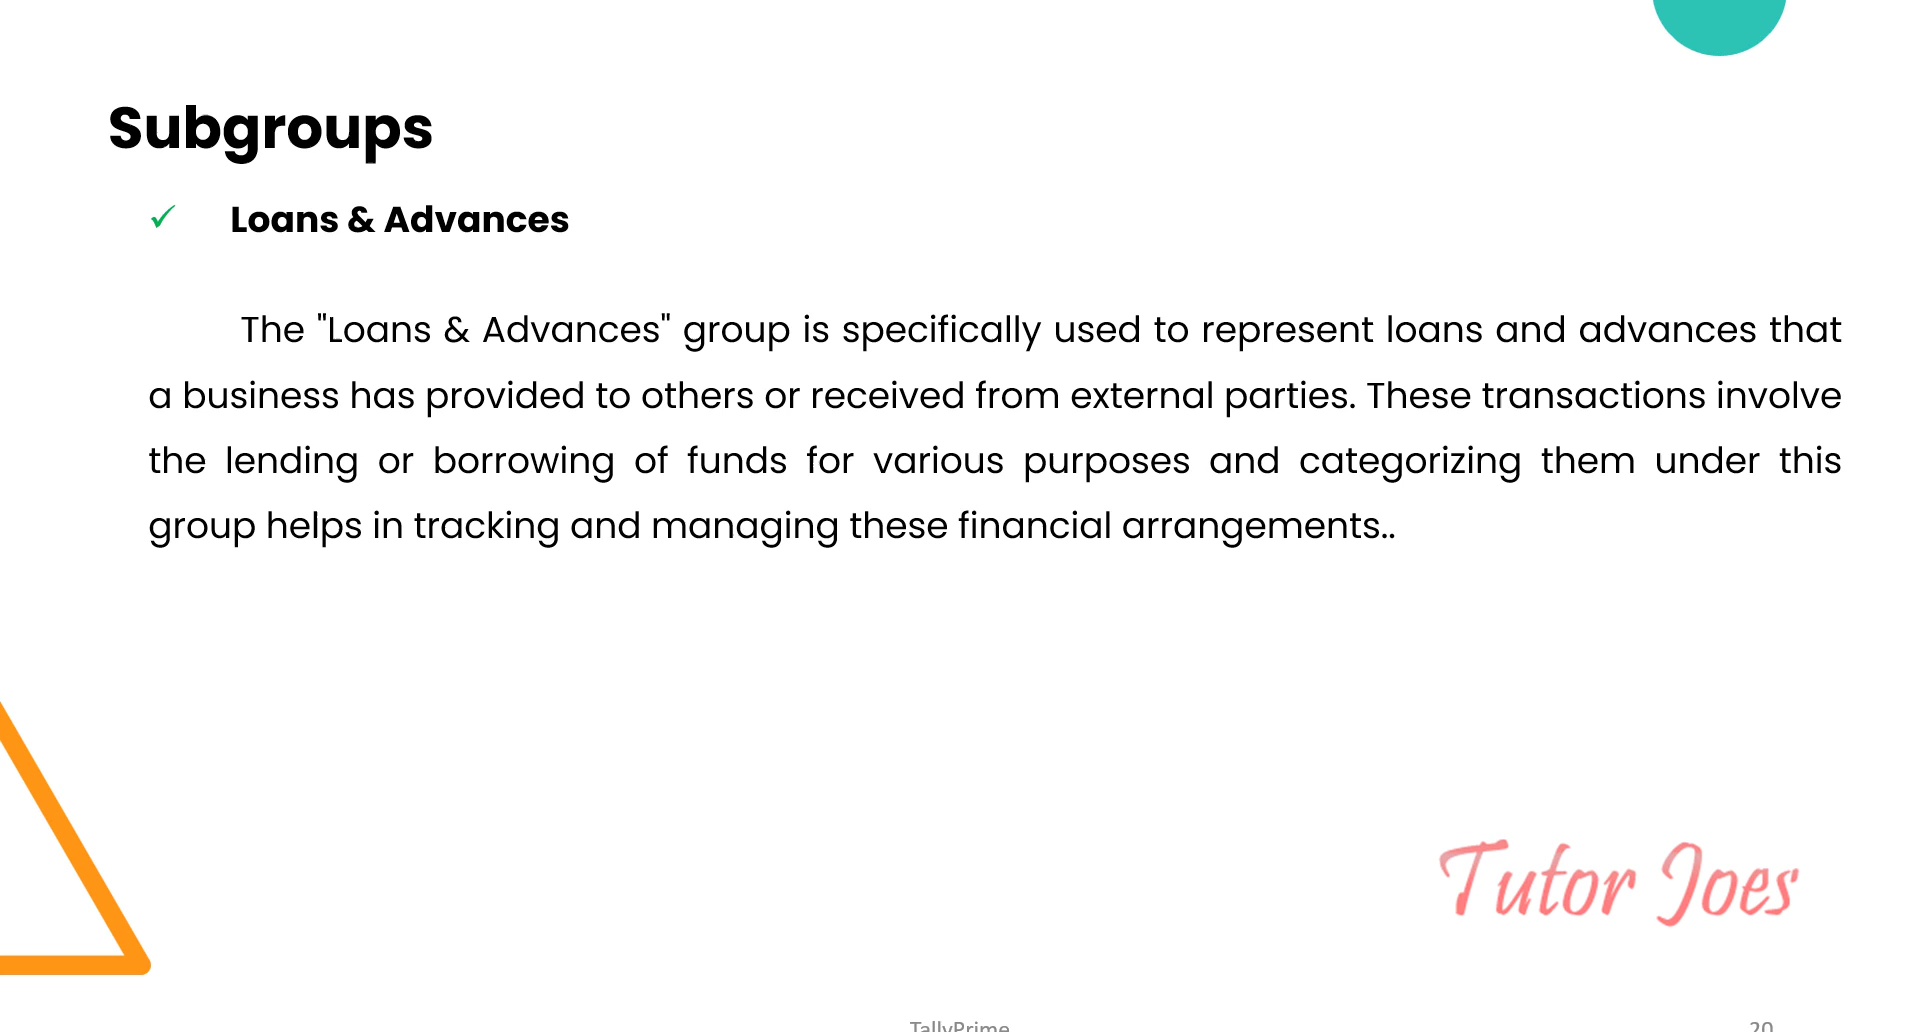 Subgroups
✓ Loans & Advances
The "Loans & Advances" group is specifically used to represent loans and advances that
a business has provided to others or received from external parties. These transactions involve
the lending or borrowing of funds for various purposes and categorizing them under this
group helps in tracking and managing these financial arrangements..
Tutor Joes
TallyPrime
20